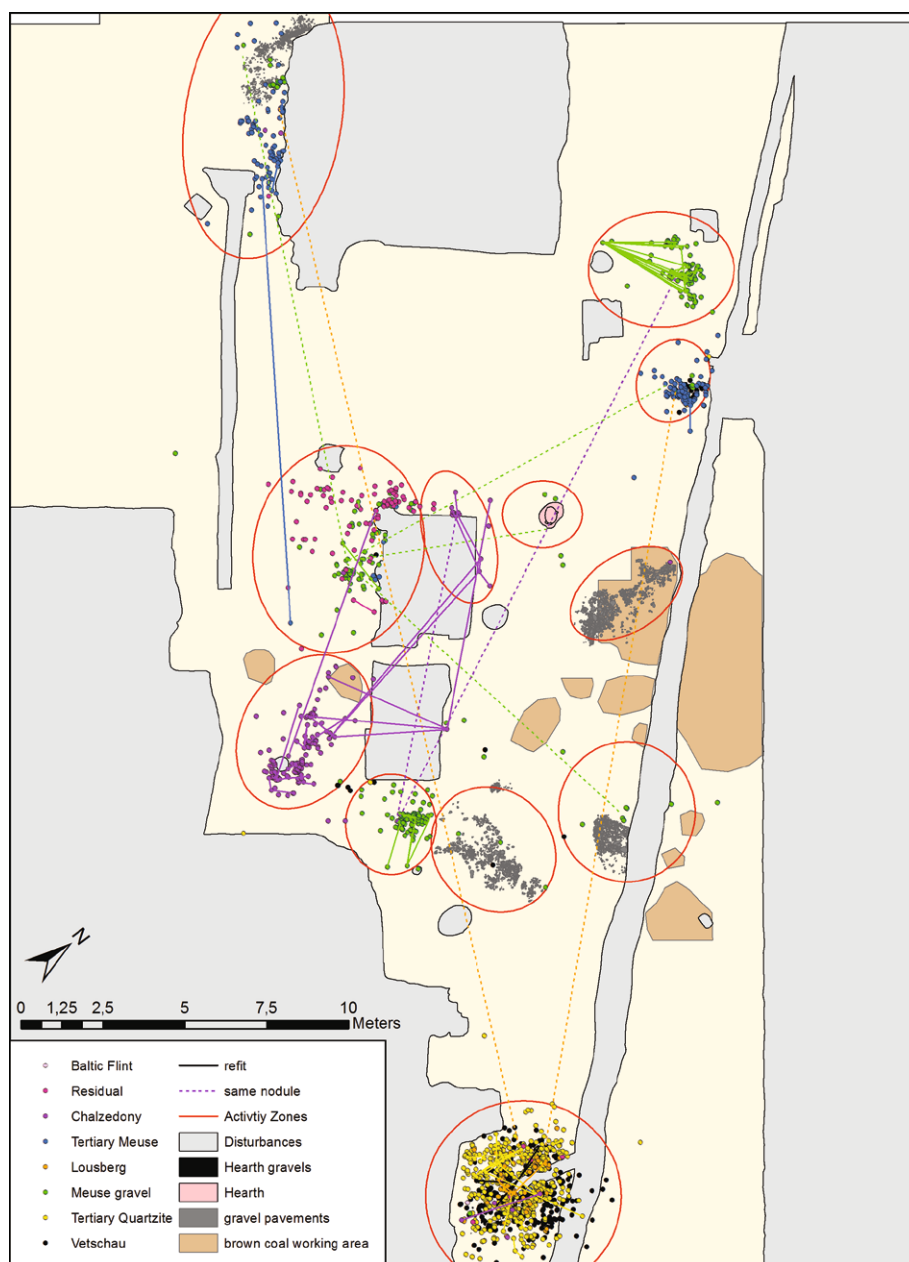 N
0 1,25 2,5 5 7,5 10
Meters
Baltic Flint
Residual
Chalzedony
Tertiary Meuse
Lousberg
Meuse gravel
Tertiary Quartzite
Vetschau
refit
same nodule
Activtiy Zones
Disturbances
Hearth gravels
Hearth
gravel pavements
brown coal working area